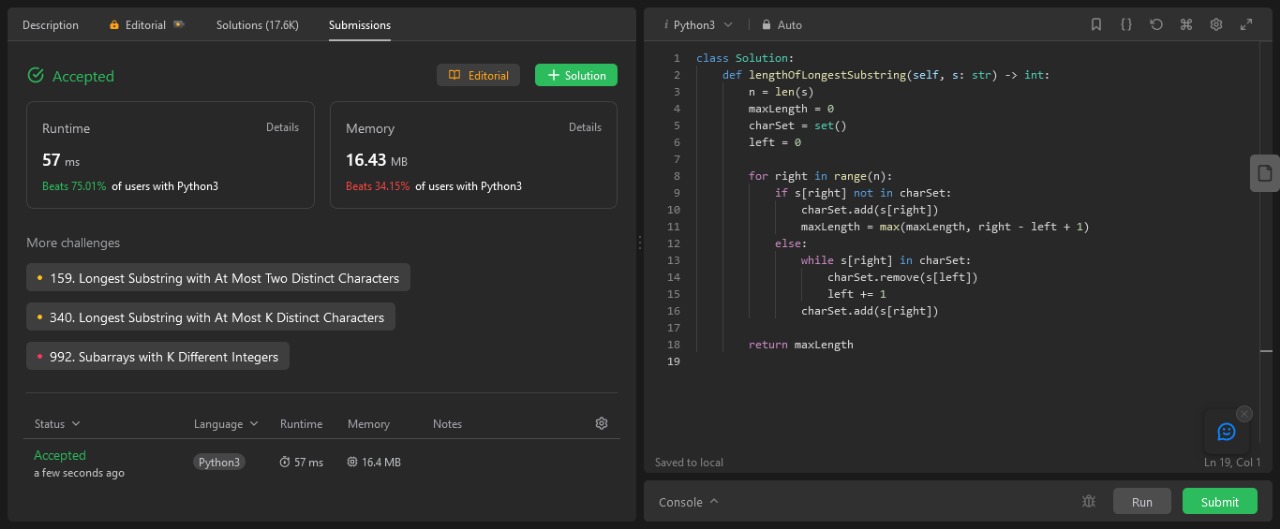 Description Editorial Solutions (17.6K) Submissions
Accepted Editorial + Solution
Runtime Details
57 ms
Beats 75.01% of users with Python3
Memory Details
16.43 MB
Beats 34.15% of users with Python3
More challenges
159. Longest Substring with At Most Two Distinct Characters
340. Longest Substring with At Most K Distinct Characters
992. Subarrays with K Different Integers
Status Language Runtime Memory Notes
Accepted Python3 57 ms 16.4 MB
a few seconds ago
i Python3 Auto
1 class Solution:
2     def lengthOfLongestSubstring(self, s: str) -> int:
3         n = len(s)
4         maxLength = 0
5         charSet = set()
6         left = 0
7
8         for right in range(n):
9             if s[right] not in charSet:
10                 charSet.add(s[right])
11                 maxLength = max(maxLength, right - left + 1)
12             else:
13                 while s[right] in charSet:
14                     charSet.remove(s[left])
15                     left += 1
16                 charSet.add(s[right])
17
18         return maxLength
19
Saved to local Ln 19, Col 1
Console Run Submit